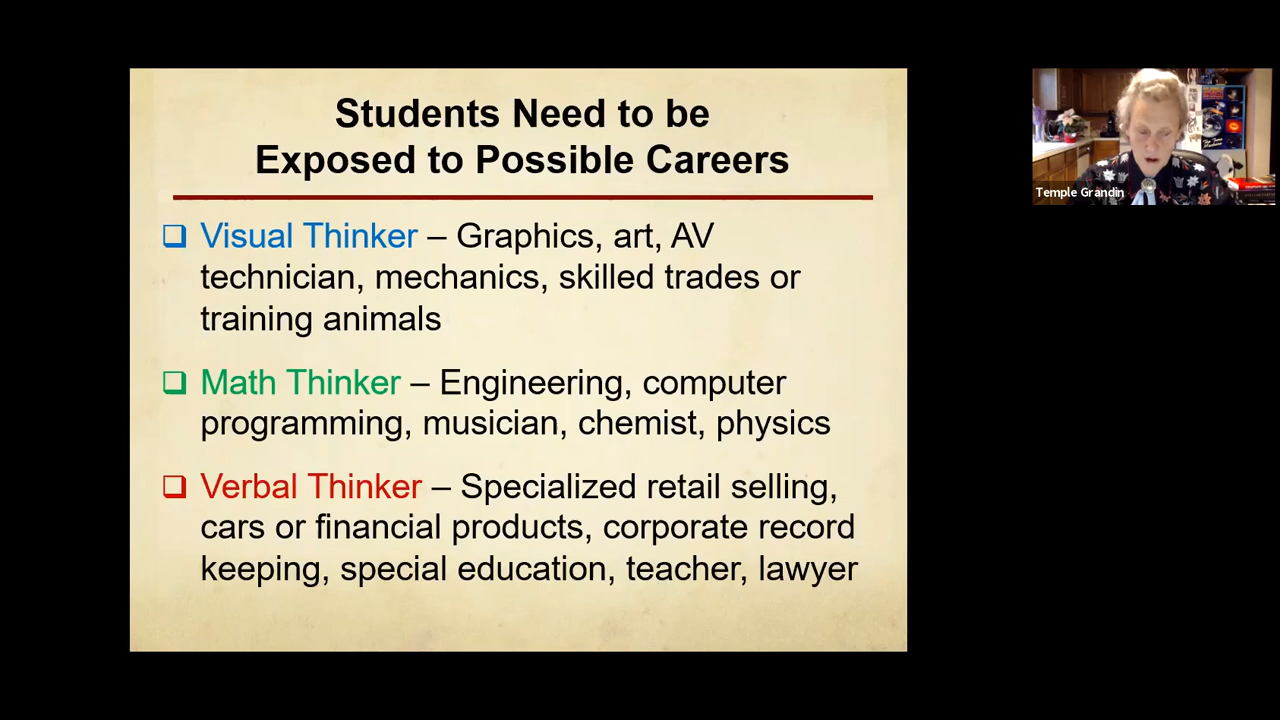 Students Need to be
Exposed to Possible Careers
Visual Thinker – Graphics, art, AV
technician, mechanics, skilled trades or
training animals
Math Thinker – Engineering, computer
programming, musician, chemist, physics
Verbal Thinker – Specialized retail selling,
cars or financial products, corporate record
keeping, special education, teacher, lawyer
Temple Grandin